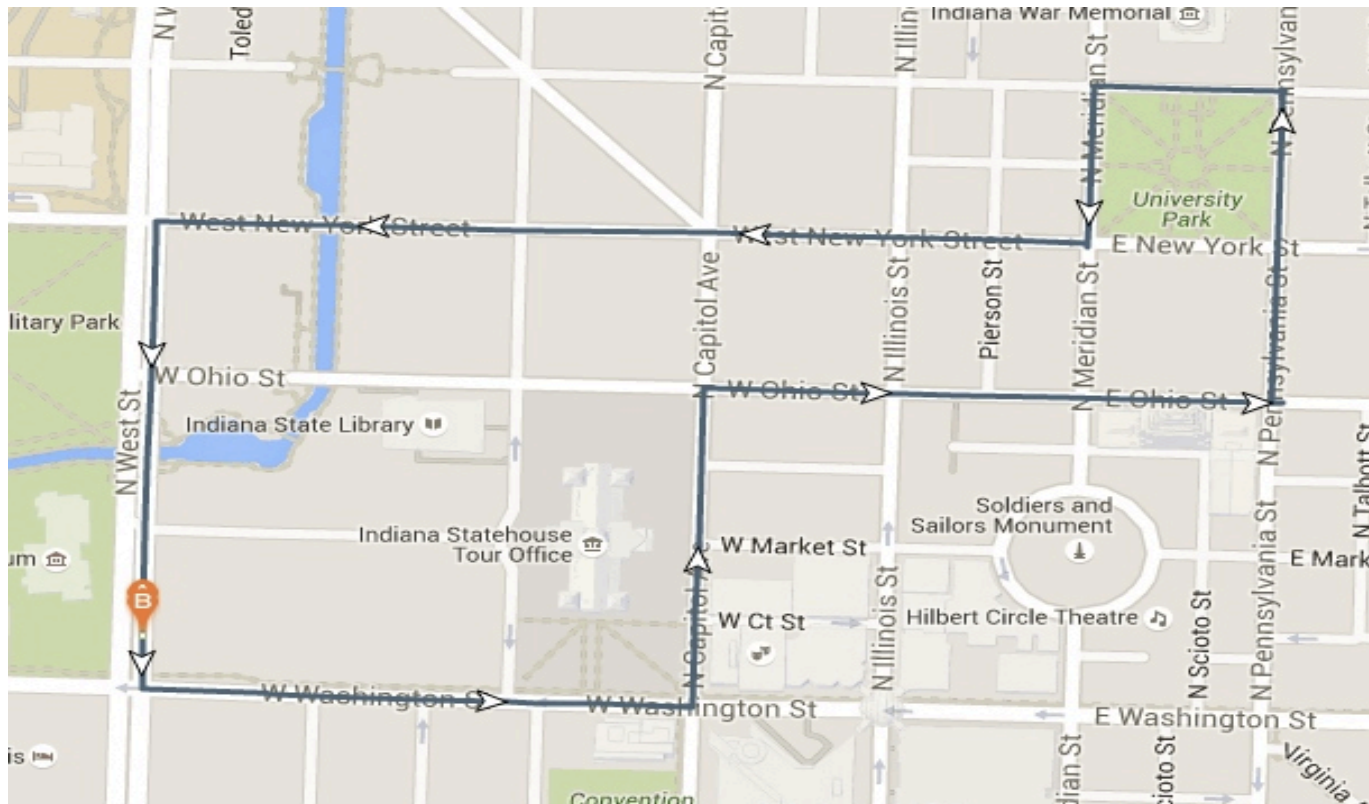 Indiana War Memorial
N W
Toled
N Capit
N Illin
N Meridian St
N Pennsylvan
University
Park
West New York Street
West New York Street
E New York St
litary Park
W Ohio St
Capitol Ave
N Illinois St
Pierson St
N Meridian St
N Pennsylvania St
W Ohio St
E Ohio St
Indiana State Library
N West St
N Pe
N Talbott St
Soldiers and
Sailors Monument
Indiana Statehouse
Tour Office
W Market St
E Mark
um
B
W Ct St
Hilbert Circle Theatre
N Capitol A
N Illinois St
N Scioto St
N Pennsylvania St
W Washington St
W Washington St
E Washington St
is
dian St
cioto St
Virginia
Convention